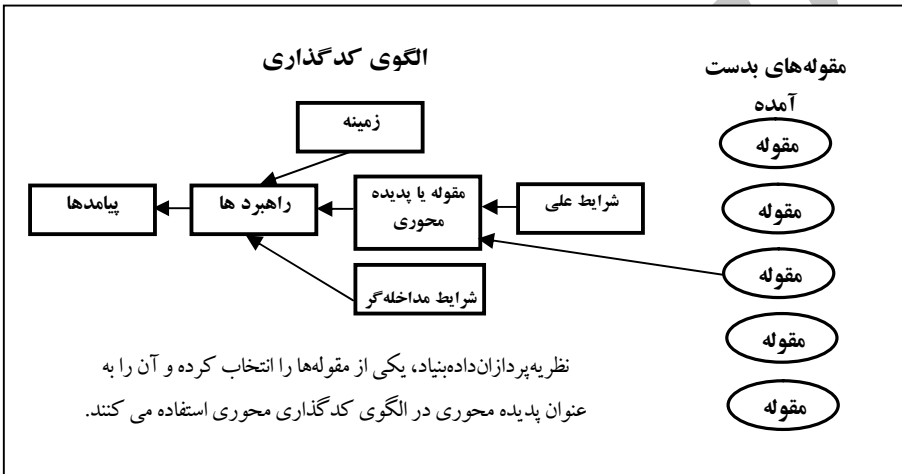 الگوی کدگذاری
مقوله‌های بدست
آمده
زمینه
مقوله
پیامدها
راهبرد ها
مقوله یا پدیده
محوری
شرایط علی
مقوله
شرایط مداخله‌گر
مقوله
مقوله
مقوله
نظریه‌پردازان‌داده‌بنیاد، یکی از مقوله‌ها را انتخاب کرده و آن را به
عنوان پدیده محوری در الگوی کدگذاری محوری استفاده می کنند.